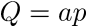 Q = ap